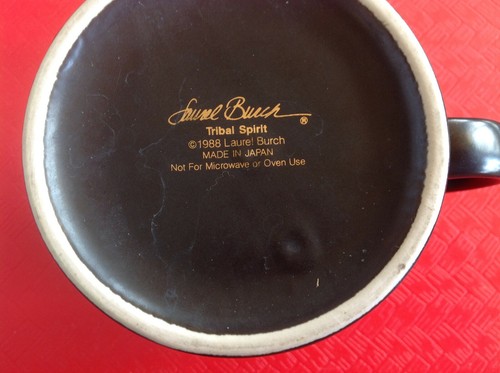 Laurel Burch ®
Tribal Spirit
©1988 Laurel Burch
MADE IN JAPAN
Not For Microwave or Oven Use